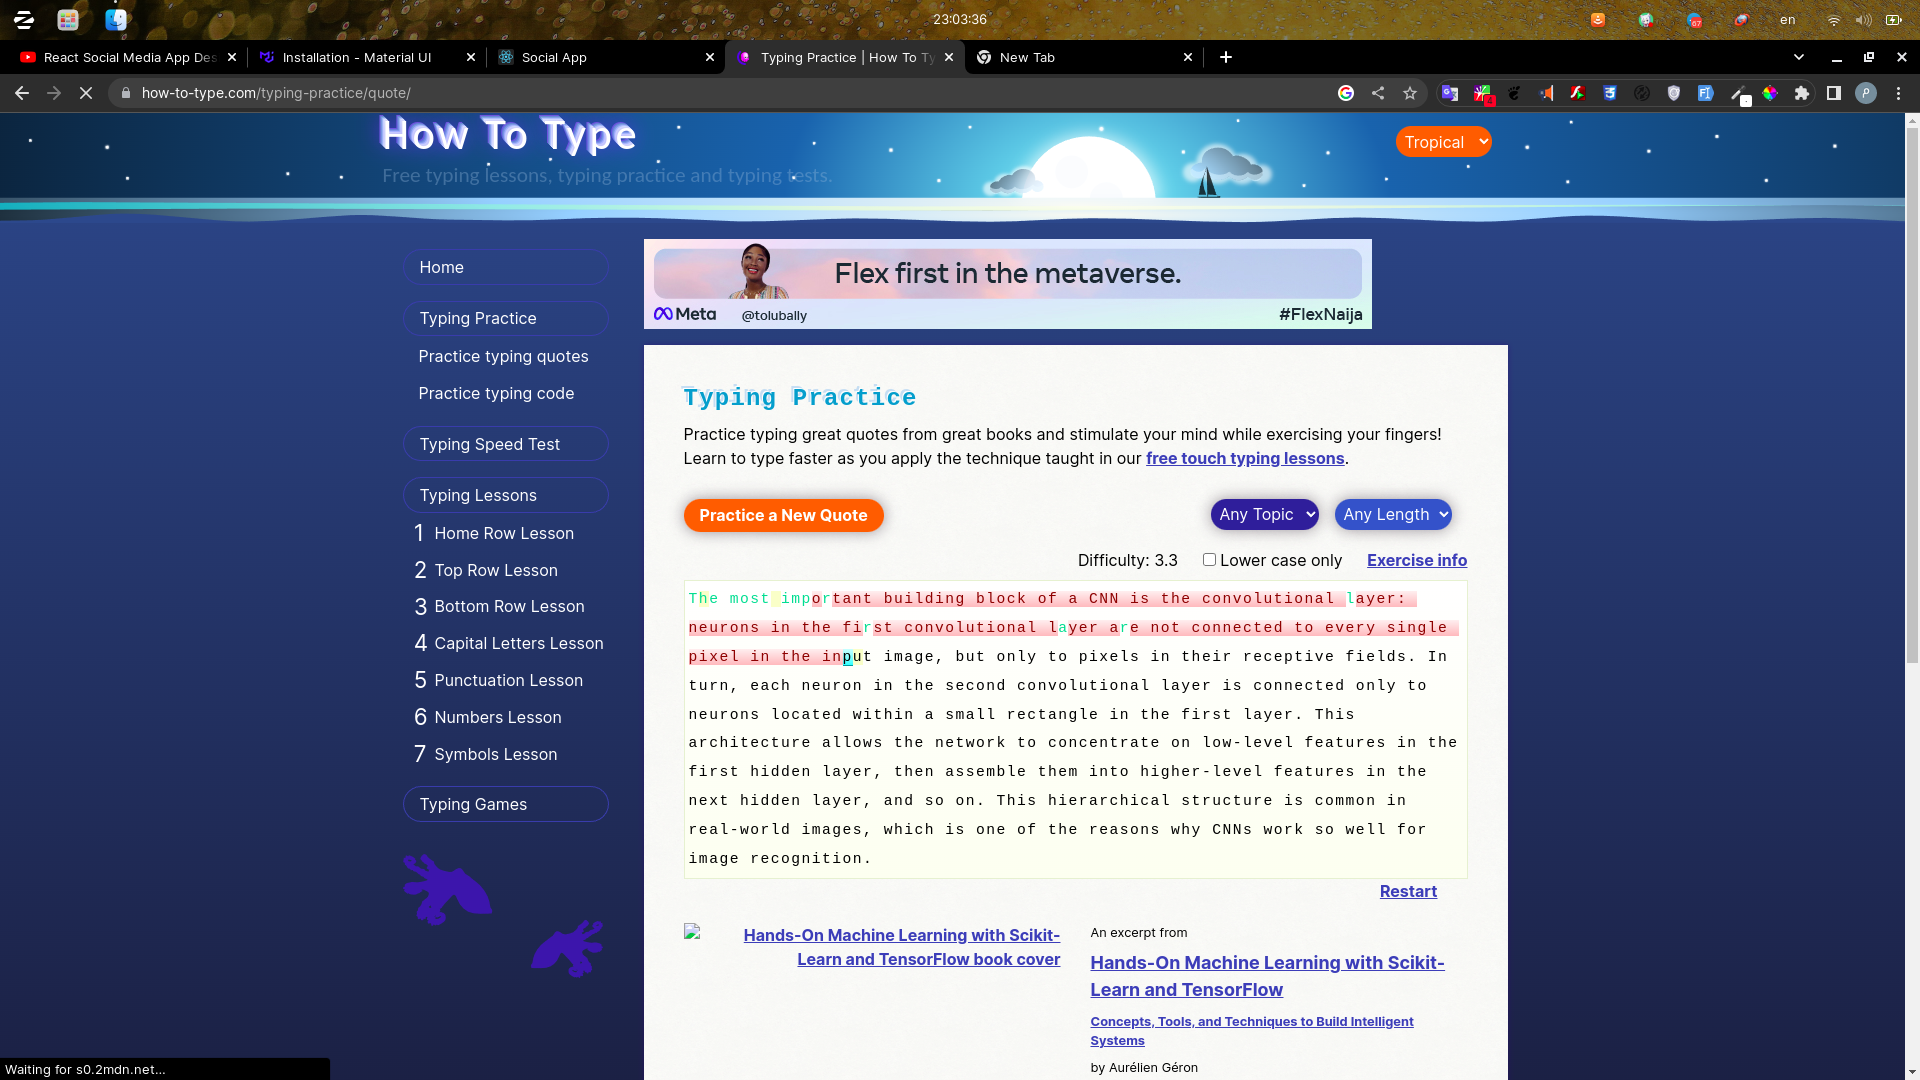 23:03:36
en
67
React Social Media App Des
Installation - Material UI
Social App
Typing Practice | How To Ty
New Tab
how-to-type.com/typing-practice/quote/
4
P
How To Type
Free typing lessons, typing practice and typing tests.
Tropical
Home
Typing Practice
Practice typing quotes
Practice typing code
Typing Speed Test
Typing Lessons
1 Home Row Lesson
2 Top Row Lesson
3 Bottom Row Lesson
4 Capital Letters Lesson
5 Punctuation Lesson
6 Numbers Lesson
7 Symbols Lesson
Typing Games
Flex first in the metaverse.
Meta @tolubally #FlexNaija
Typing Practice
Practice typing great quotes from great books and stimulate your mind while exercising your fingers!
Learn to type faster as you apply the technique taught in our free touch typing lessons.
Practice a New Quote
Any Topic
Any Length
Difficulty: 3.3 Lower case only Exercise info
The most important building block of a CNN is the convolutional layer:
neurons in the first convolutional layer are not connected to every single
pixel in the input image, but only to pixels in their receptive fields. In
turn, each neuron in the second convolutional layer is connected only to
neurons located within a small rectangle in the first layer. This
architecture allows the network to concentrate on low-level features in the
first hidden layer, then assemble them into higher-level features in the
next hidden layer, and so on. This hierarchical structure is common in
real-world images, which is one of the reasons why CNNs work so well for
image recognition.
Restart
Hands-On Machine Learning with Scikit-
Learn and TensorFlow book cover
An excerpt from
Hands-On Machine Learning with Scikit-
Learn and TensorFlow
Concepts, Tools, and Techniques to Build Intelligent
Systems
by Aurélien Géron
Waiting for s0.2mdn.net...